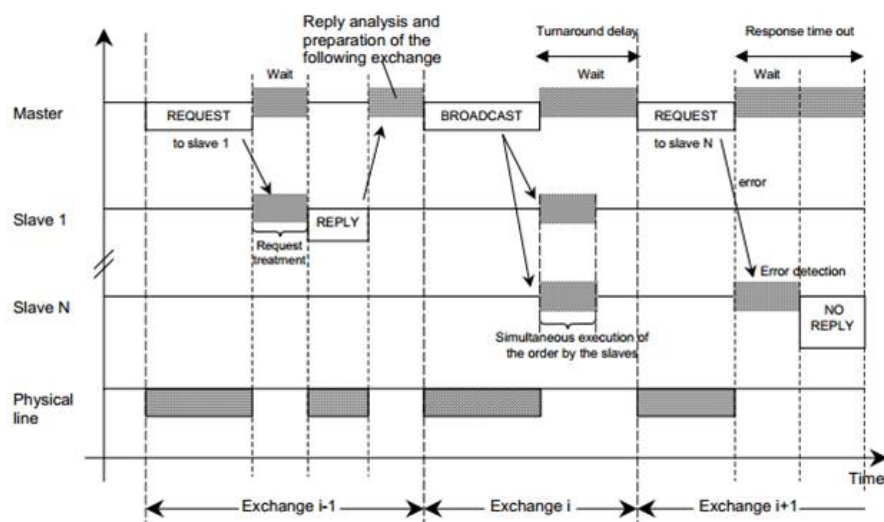 Reply analysis and
preparation of the
following exchange
Turnaround delay
Response time out
Wait
Wait
Wait
Master
REQUEST
BROADCAST
REQUEST
to slave 1
to slave N
error
Slave 1
REPLY
Request
treatment
Error detection
Slave N
NO
REPLY
Simultaneous execution of
the order by the slaves
Physical
line
Time
Exchange i-1
Exchange i
Exchange i+1